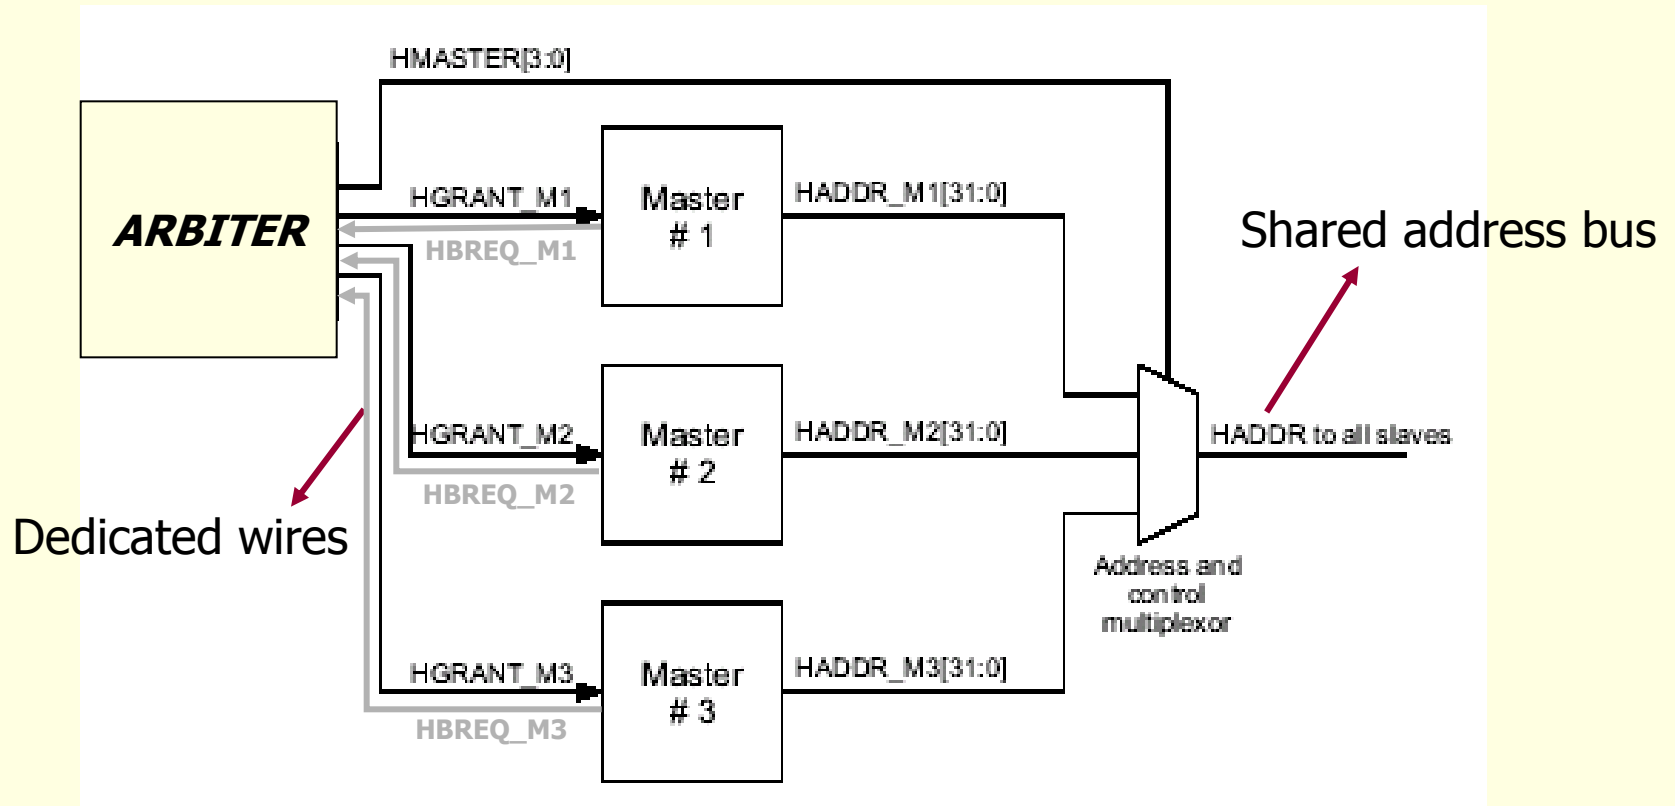 HMASTER[3:0]
ARBITER
HGRANT_M1
HBREQ_M1
Master
# 1
HADDR_M1[31:0]
Shared address bus
HGRANT_M2
HBREQ_M2
Master
# 2
HADDR_M2[31:0]
HADDR to all slaves
Dedicated wires
Address and
control
multiplexor
HGRANT_M3
HBREQ_M3
Master
# 3
HADDR_M3[31:0]